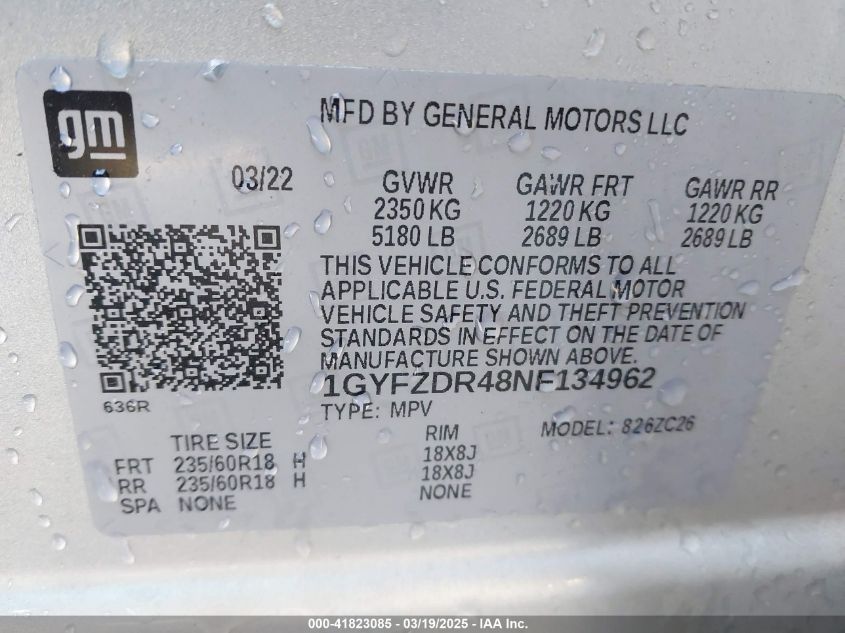 gm
MFD BY GENERAL MOTORS LLC
03/22
GVWR GAWR FRT GAWR RR
2350 KG 1220 KG 1220 KG
5180 LB 2689 LB 2689 LB
THIS VEHICLE CONFORMS TO ALL
APPLICABLE U.S. FEDERAL MOTOR
VEHICLE SAFETY AND THEFT PREVENTION
STANDARDS IN EFFECT ON THE DATE OF
MANUFACTURE SHOWN ABOVE.
1GYFZDR48NF134962
636R
TYPE: MPV
MODEL: 826ZC26
TIRE SIZE RIM
FRT 235/60R18 H 18X8J
RR 235/60R18 H 18X8J
SPA NONE NONE
000-41823085 - 03/19/2025 - IAA Inc.